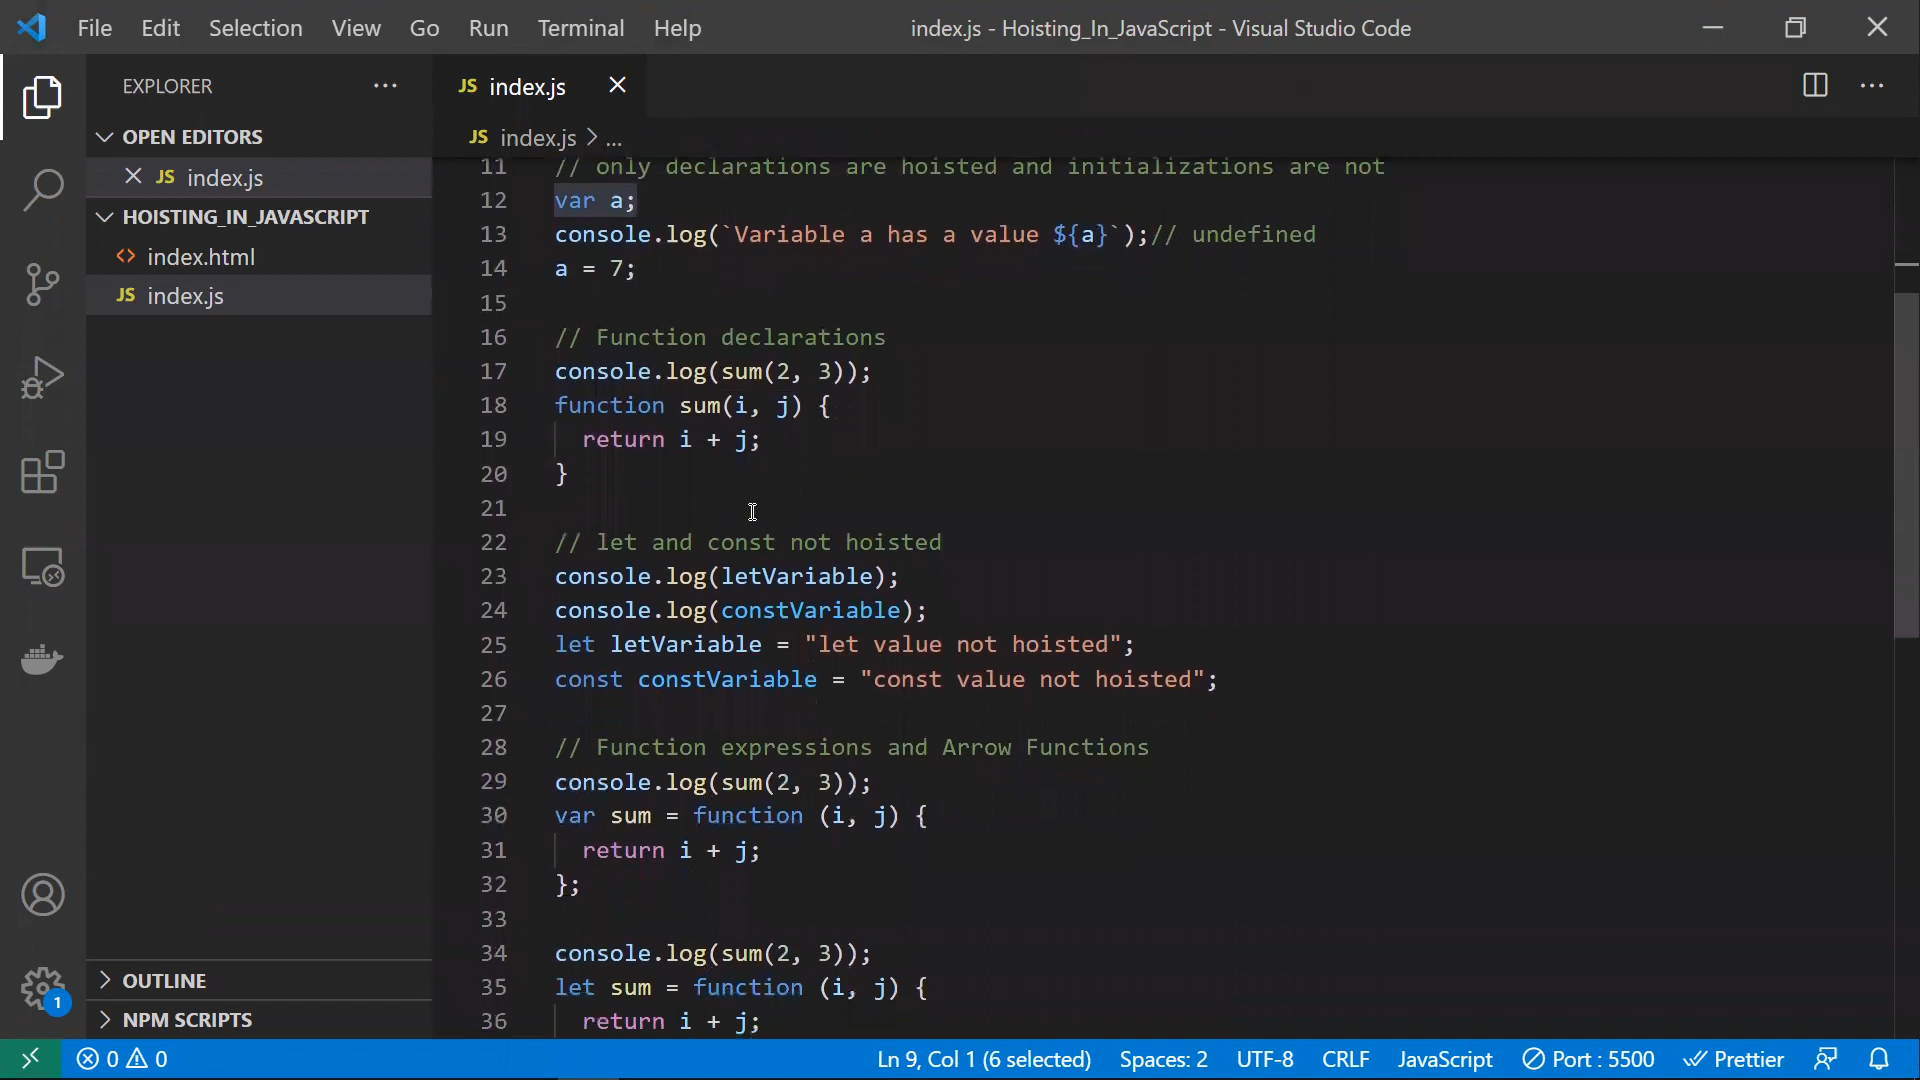 File Edit Selection View Go Run Terminal Help
index.js - Hoisting_In_JavaScript - Visual Studio Code
EXPLORER ...
OPEN EDITORS
JS index.js
HOISTING_IN_JAVASCRIPT
<> index.html
JS index.js
OUTLINE
NPM SCRIPTS
1
JS index.js
JS index.js > ...
11 // only declarations are hoisted and initializations are not
12 var a;
13 console.log(`Variable a has a value ${a}`);// undefined
14 a = 7;
15
16 // Function declarations
17 console.log(sum(2, 3));
18 function sum(i, j) {
19 return i + j;
20 }
21
22 // let and const not hoisted
23 console.log(letVariable);
24 console.log(constVariable);
25 let letVariable = "let value not hoisted";
26 const constVariable = "const value not hoisted";
27
28 // Function expressions and Arrow Functions
29 console.log(sum(2, 3));
30 var sum = function (i, j) {
31 return i + j;
32 };
33
34 console.log(sum(2, 3));
35 let sum = function (i, j) {
36 return i + j;
0 0 Ln 9, Col 1 (6 selected) Spaces: 2 UTF-8 CRLF JavaScript Port : 5500 Prettier